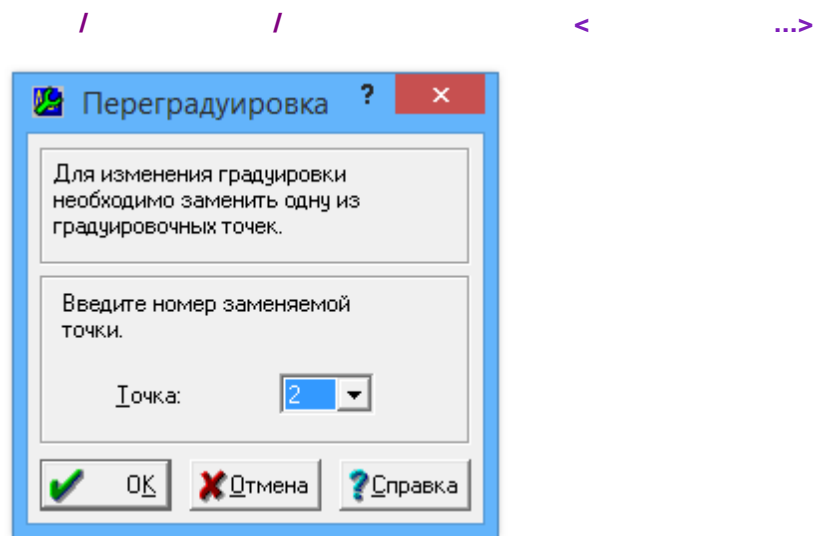 / / < ...>
Переградуировка ?
Для изменения градуировки
необходимо заменить одну из
градуировочных точек.
Введите номер заменяемой
точки.
Точка: 2
OK Отмена ?Справка